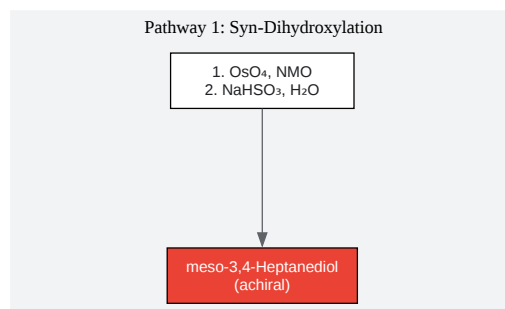 Pathway 1: Syn-Dihydroxylation
1. OsO₄, NMO
2. NaHSO₃, H₂O
meso-3,4-Heptanediol
(achiral)